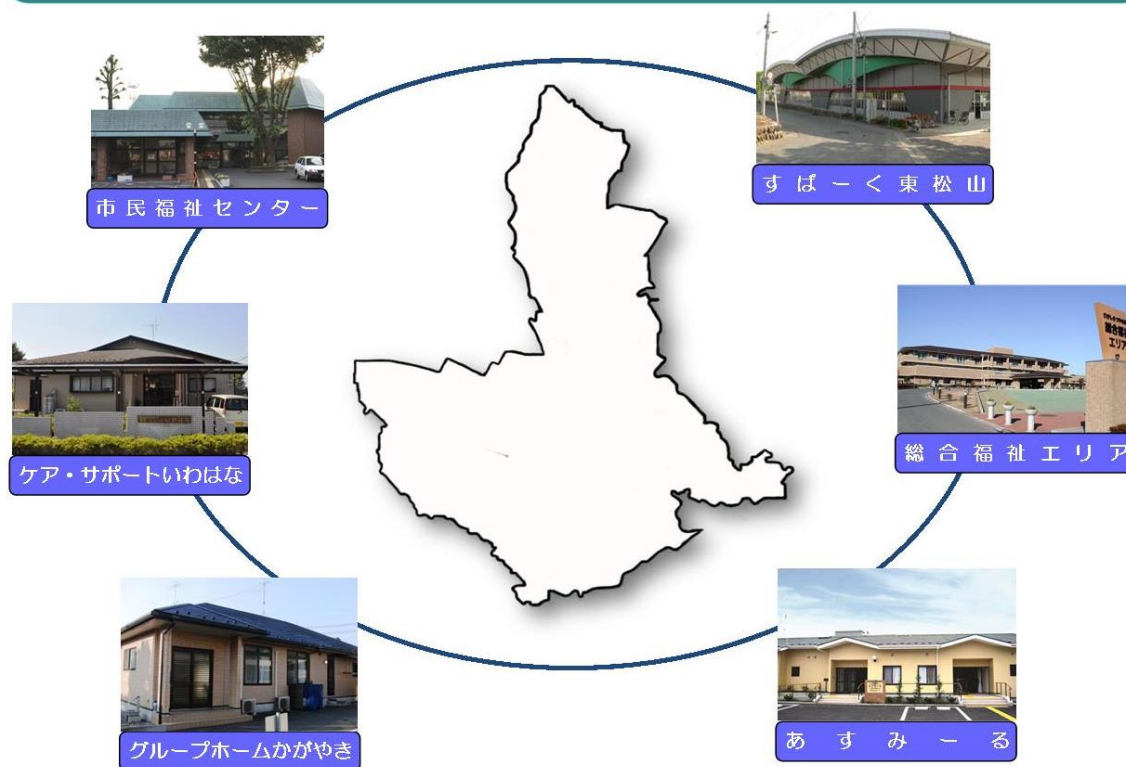 市民福祉センター
すぱーく東松山
ケア・サポートいわはな
総合福祉エリア
グループホームかがやき
あすみーる